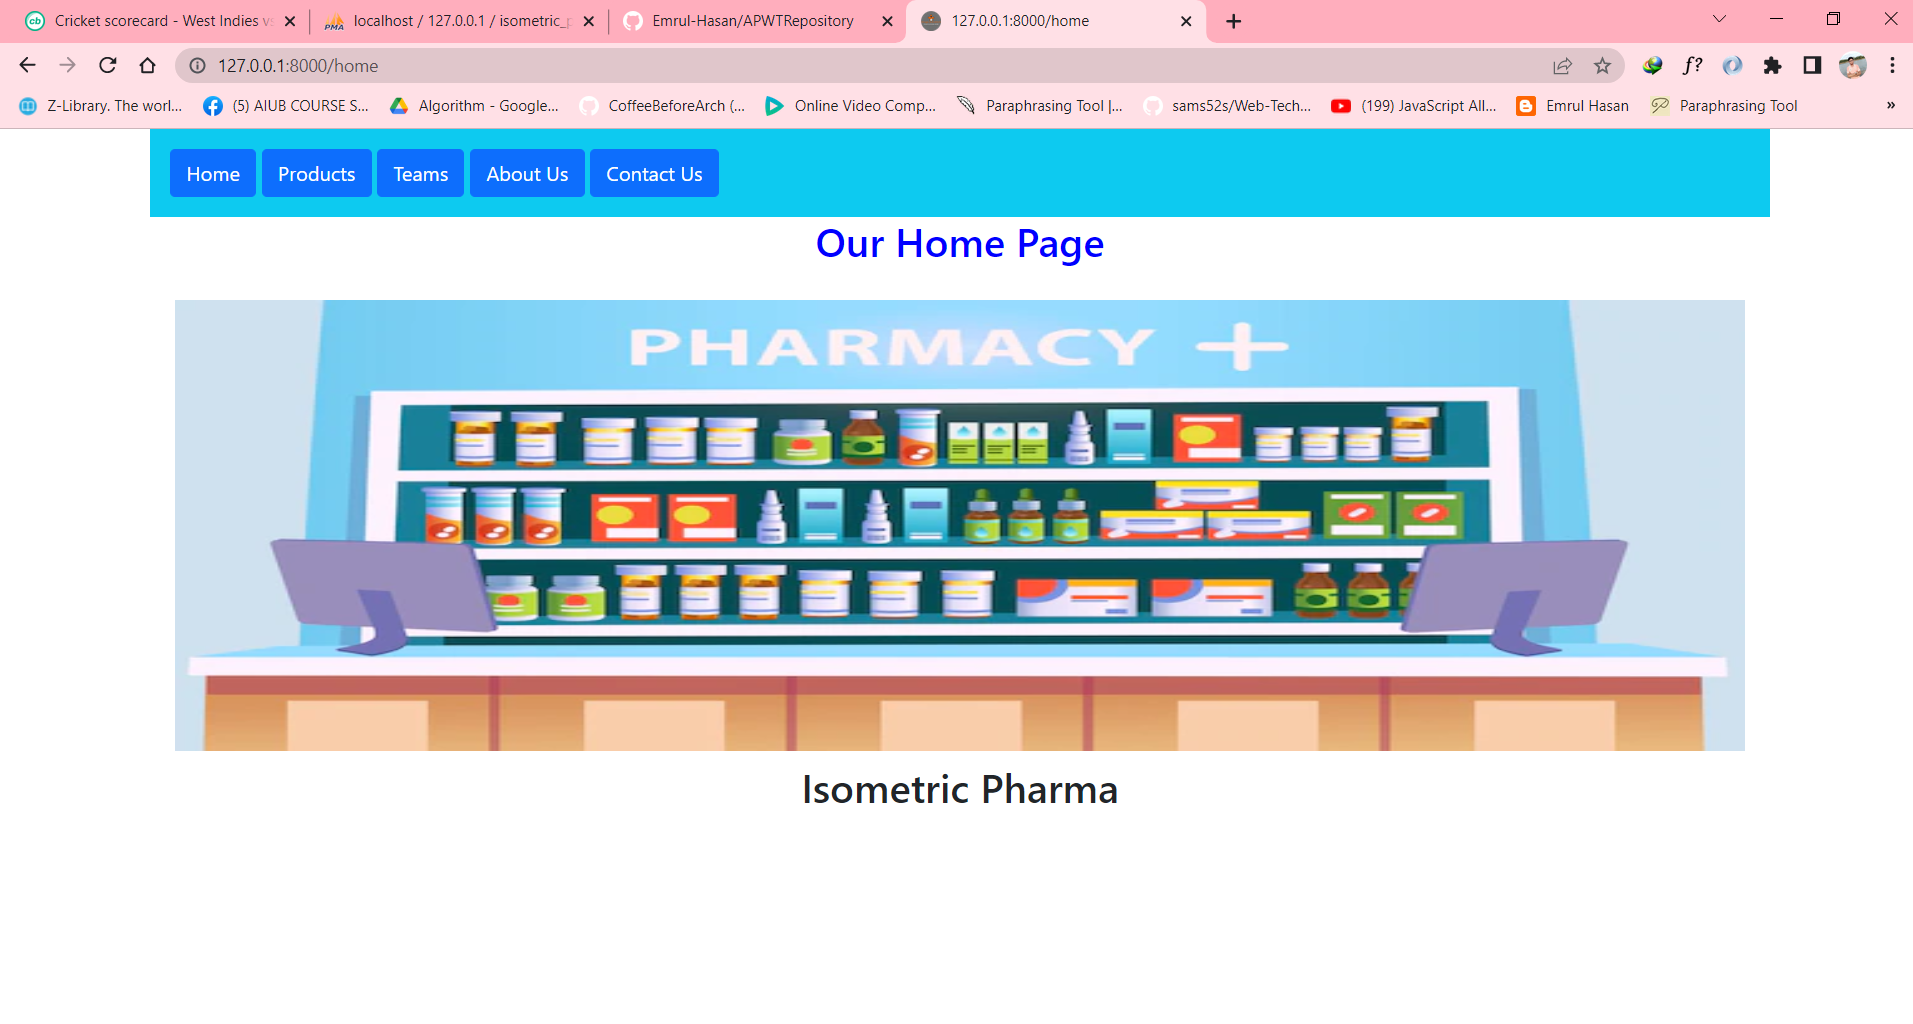 Cricket scorecard - West Indies vs
localhost / 127.0.0.1 / isometric_p
Emrul-Hasan/APWTRepository
127.0.0.1:8000/home
127.0.0.1:8000/home
f?
Z-Library. The worl...
(5) AIUB COURSE S...
Algorithm - Google...
CoffeeBeforeArch (...
Online Video Comp...
Paraphrasing Tool |...
sams52s/Web-Tech...
(199) JavaScript All...
Emrul Hasan
Paraphrasing Tool
»
Home
Products
Teams
About Us
Contact Us
Our Home Page
PHARMACY +
Isometric Pharma